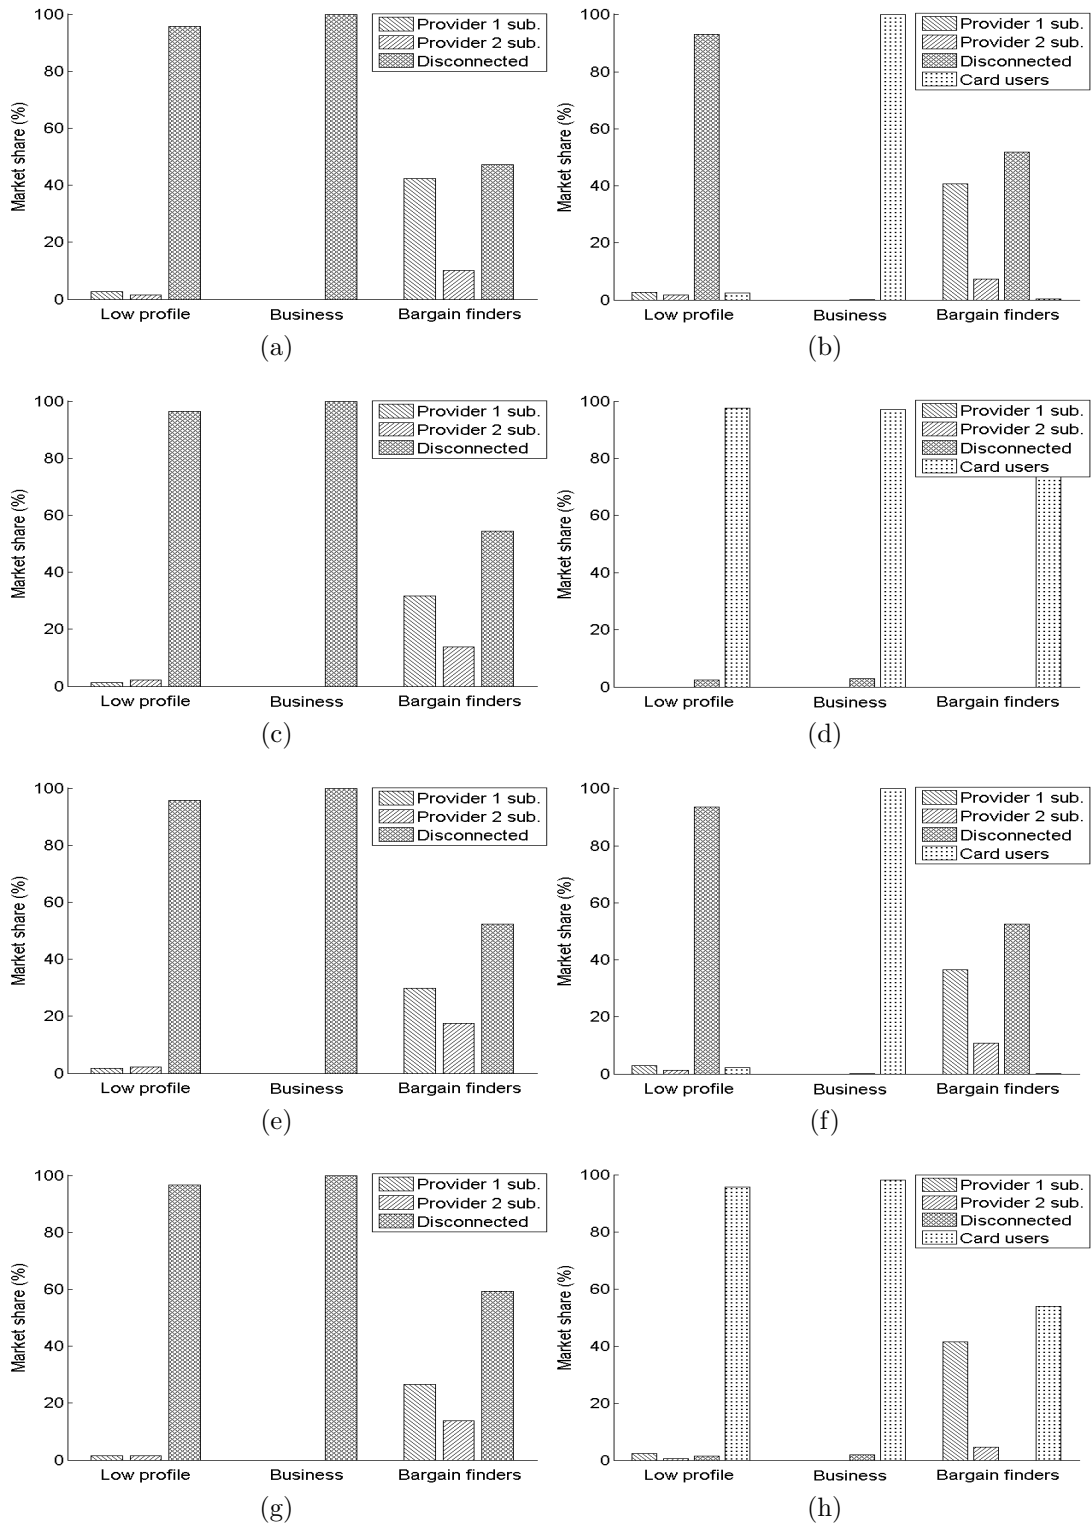 100
80
60
40
20
0
Market share (%)
Provider 1 sub.
Provider 2 sub.
Disconnected
Low profile
Business
Bargain finders
(a)
100
80
60
40
20
0
Market share (%)
Provider 1 sub.
Provider 2 sub.
Disconnected
Card users
Low profile
Business
Bargain finders
(b)
100
80
60
40
20
0
Market share (%)
Provider 1 sub.
Provider 2 sub.
Disconnected
Low profile
Business
Bargain finders
(c)
100
80
60
40
20
0
Market share (%)
Provider 1 sub.
Provider 2 sub.
Disconnected
Card users
Low profile
Business
Bargain finders
(d)
100
80
60
40
20
0
Market share (%)
Provider 1 sub.
Provider 2 sub.
Disconnected
Low profile
Business
Bargain finders
(e)
100
80
60
40
20
0
Market share (%)
Provider 1 sub.
Provider 2 sub.
Disconnected
Card users
Low profile
Business
Bargain finders
(f)
100
80
60
40
20
0
Market share (%)
Provider 1 sub.
Provider 2 sub.
Disconnected
Low profile
Business
Bargain finders
(g)
100
80
60
40
20
0
Market share (%)
Provider 1 sub.
Provider 2 sub.
Disconnected
Card users
Low profile
Business
Bargain finders
(h)